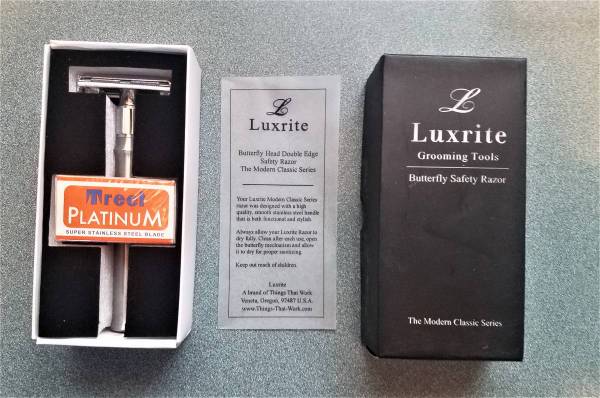 Treet
PLATINUM
SUPER STAINLESS STEEL BLADE
L
Luxrite
Butterfly Head Double Edge
Safety Razor
The Modern Classic Series
Your Luxrite Modern Classic Series
razor was designed with a high
quality, smooth stainless steel handle
that is both functional and stylish.
Always allow your Luxrite Razor to
dry fully. Clean after each use, open
the butterfly mechanism and allow
it to dry for proper sanitizing.
Keep out reach of children.
Luxrite
A brand of Things That Work
Veneta, Oregon, 97487 U.S.A.
www.Things-That-Work.com
L
Luxrite
Grooming Tools
Butterfly Safety Razor
The Modern Classic Series